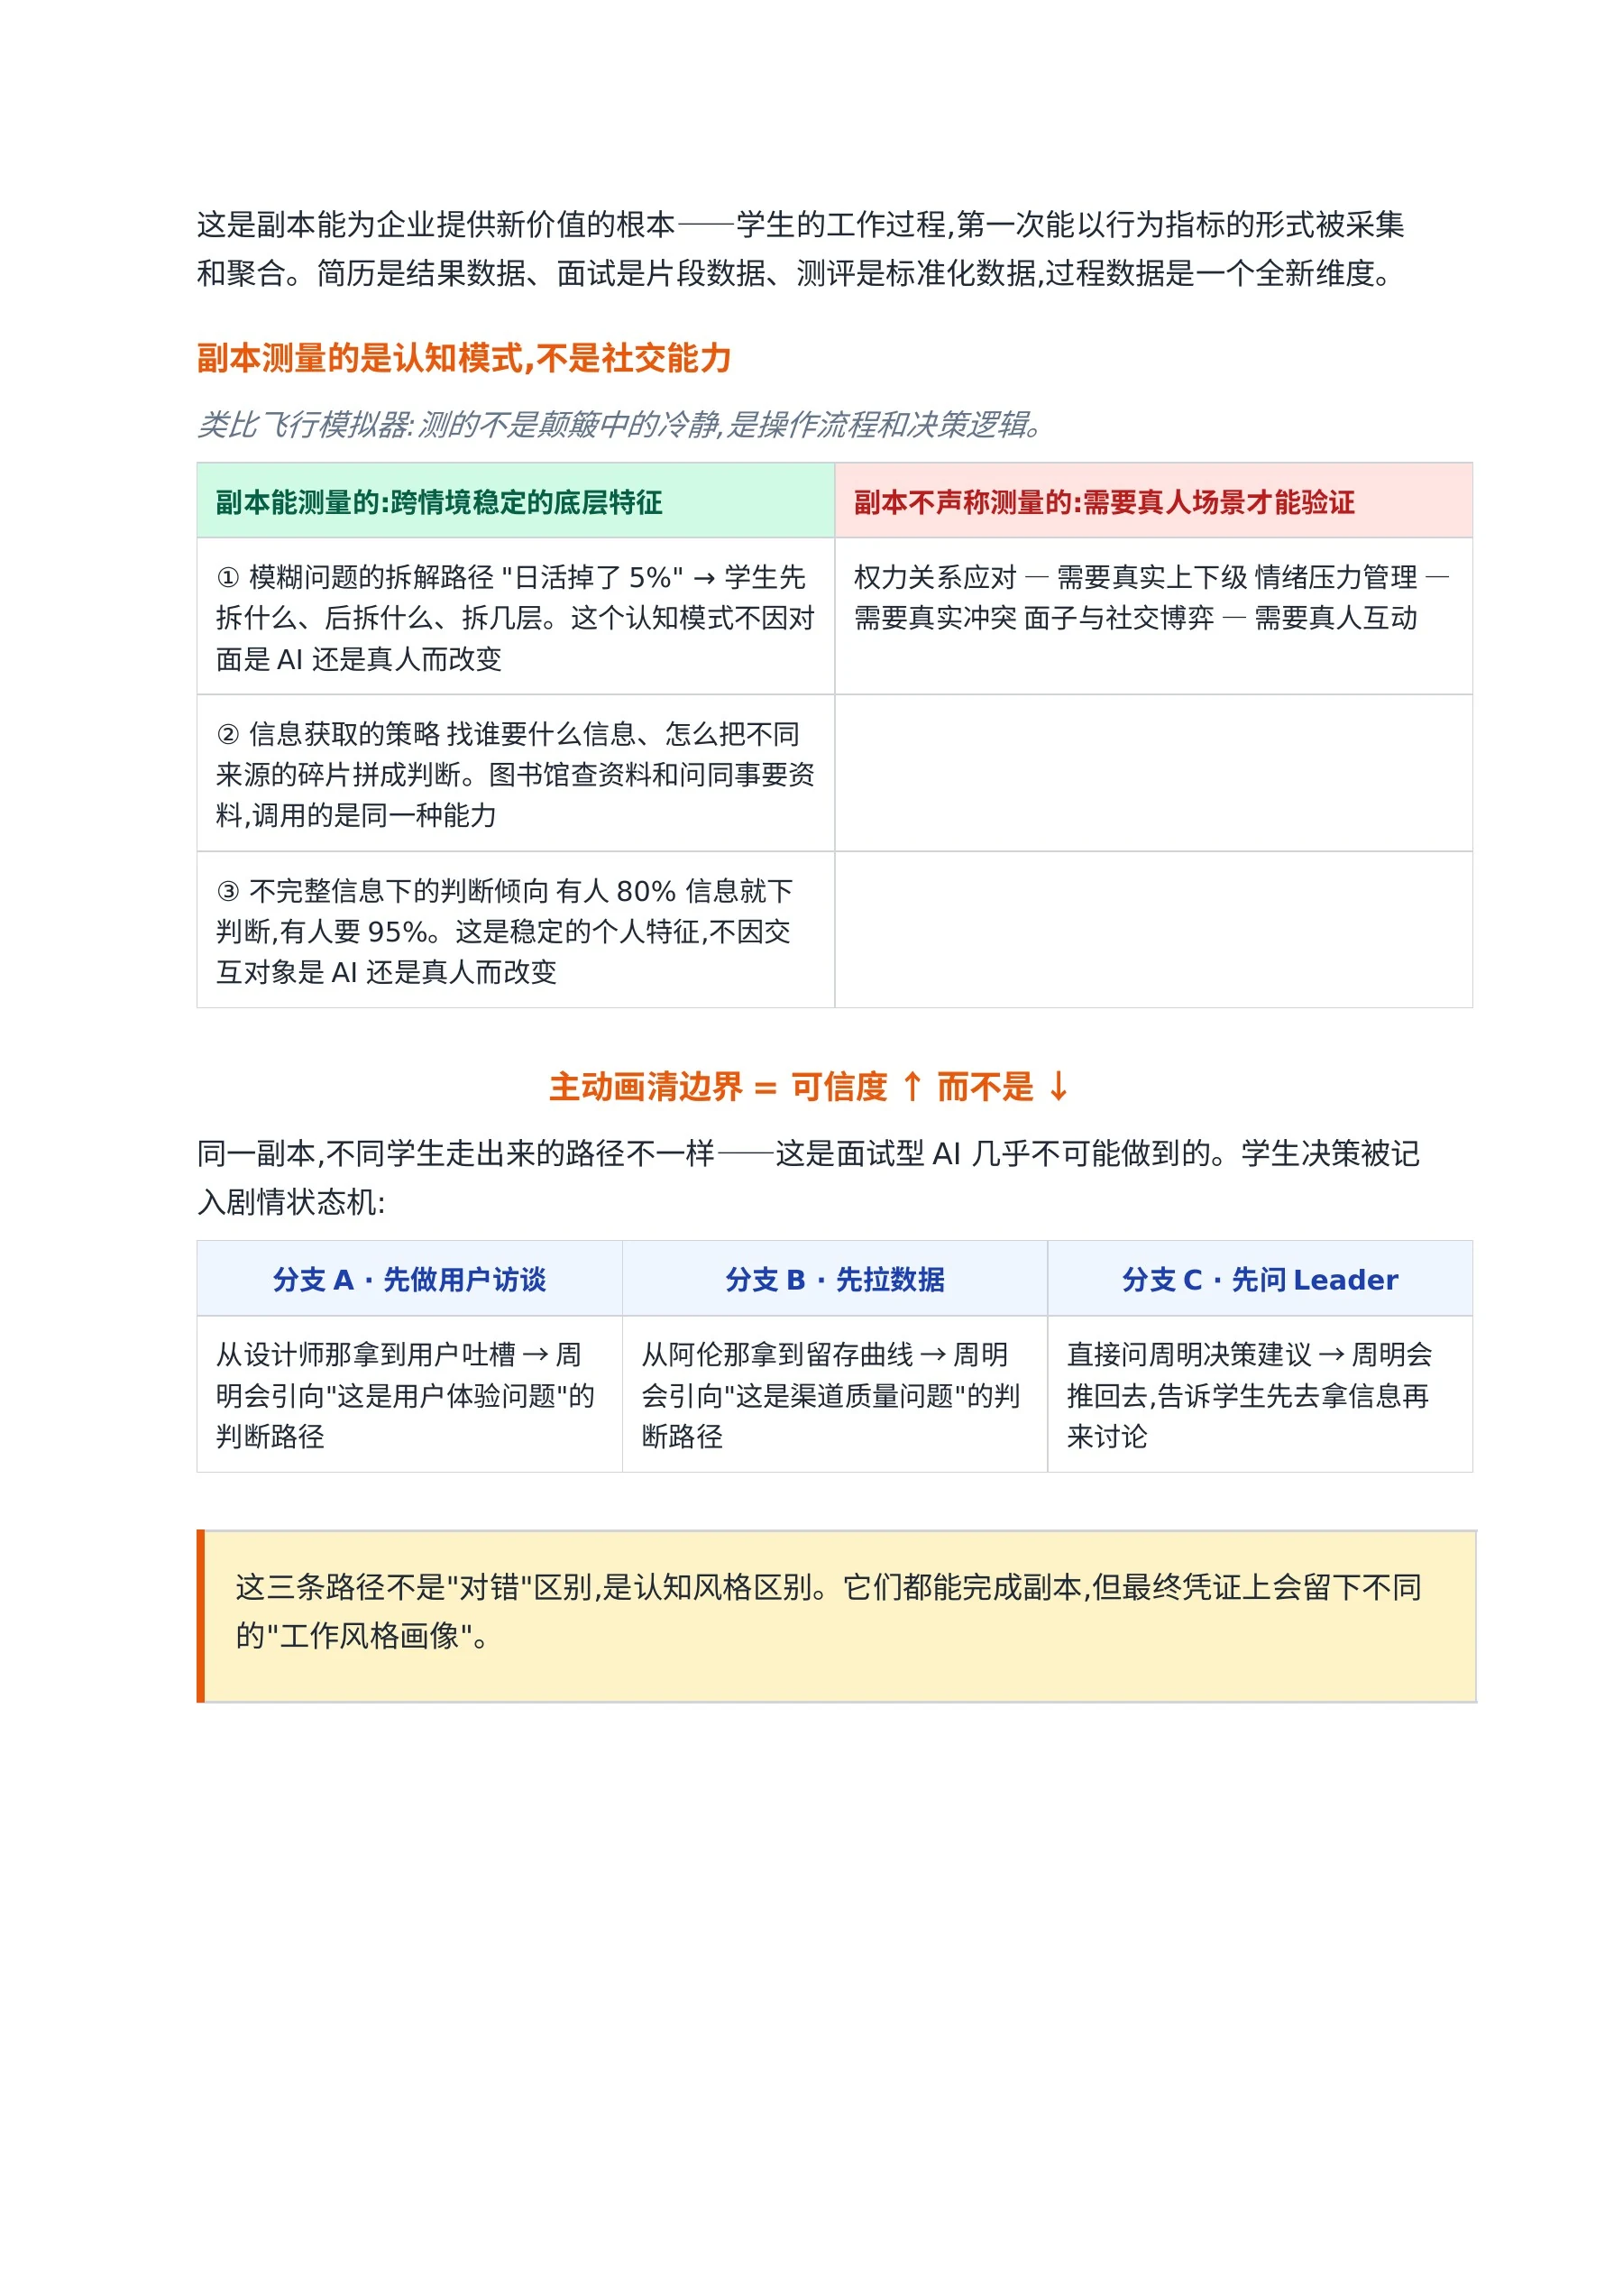 这是副本能为企业提供新价值的根本——学生的工作过程,第一次能以行为指标的形式被采集
和聚合。简历是结果数据、面试是片段数据、测评是标准化数据,过程数据是一个全新维度。
副本测量的是认知模式,不是社交能力
类比飞行模拟器:测的不是颠簸中的冷静,是操作流程和决策逻辑。
副本能测量的:跨情境稳定的底层特征
副本不声称测量的:需要真人场景才能验证
① 模糊问题的拆解路径 "日活掉了 5%" → 学生先
拆什么、后拆什么、拆几层。这个认知模式不因对
面是 AI 还是真人而改变
权力关系应对 — 需要真实上下级 情绪压力管理 —
需要真实冲突 面子与社交博弈 — 需要真人互动
② 信息获取的策略 找谁要什么信息、怎么把不同
来源的碎片拼成判断。图书馆查资料和问同事要资
料,调用的是同一种能力
③ 不完整信息下的判断倾向 有人 80% 信息就下
判断,有人要 95%。这是稳定的个人特征,不因交
互对象是 AI 还是真人而改变
主动画清边界 = 可信度 ↑ 而不是 ↓
同一副本,不同学生走出来的路径不一样——这是面试型 AI 几乎不可能做到的。学生决策被记
入剧情状态机:
分支 A · 先做用户访谈
分支 B · 先拉数据
分支 C · 先问 Leader
从设计师那拿到用户吐槽 → 周
明会引向"这是用户体验问题"的
判断路径
从阿伦那拿到留存曲线 → 周明
会引向"这是渠道质量问题"的判
断路径
直接问周明决策建议 → 周明会
推回去,告诉学生先去拿信息再
来讨论
这三条路径不是"对错"区别,是认知风格区别。它们都能完成副本,但最终凭证上会留下不同
的"工作风格画像"。